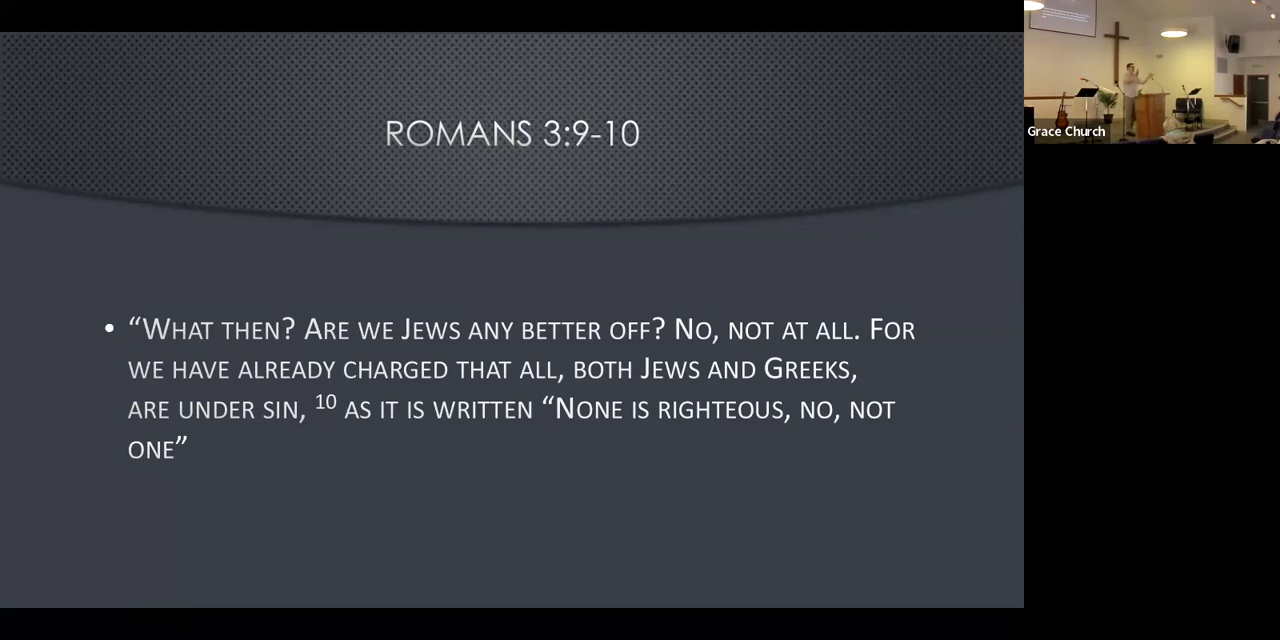 ROMANS 3:9-10
• “WHAT THEN? ARE WE JEWS ANY BETTER OFF? NO, NOT AT ALL. FOR
WE HAVE ALREADY CHARGED THAT ALL, BOTH JEWS AND GREEKS,
ARE UNDER SIN, 10 AS IT IS WRITTEN “NONE IS RIGHTEOUS, NO, NOT
ONE”
Grace Church